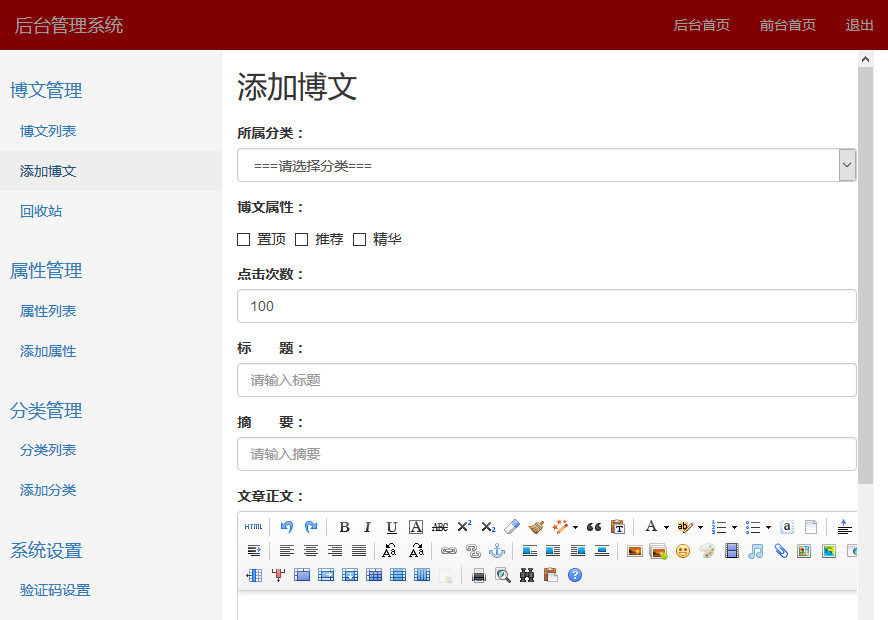 后台管理系统 后台首页 前台首页 退出
博文管理
博文列表
添加博文
回收站
属性管理
属性列表
添加属性
分类管理
分类列表
添加分类
系统设置
验证码设置
添加博文
所属分类：
===请选择分类===
博文属性：
置顶 推荐 精华
点击次数：
100
标 题：
请输入标题
摘 要：
请输入摘要
文章正文：
HTML B I U A ABC X² X₂ T A ab a